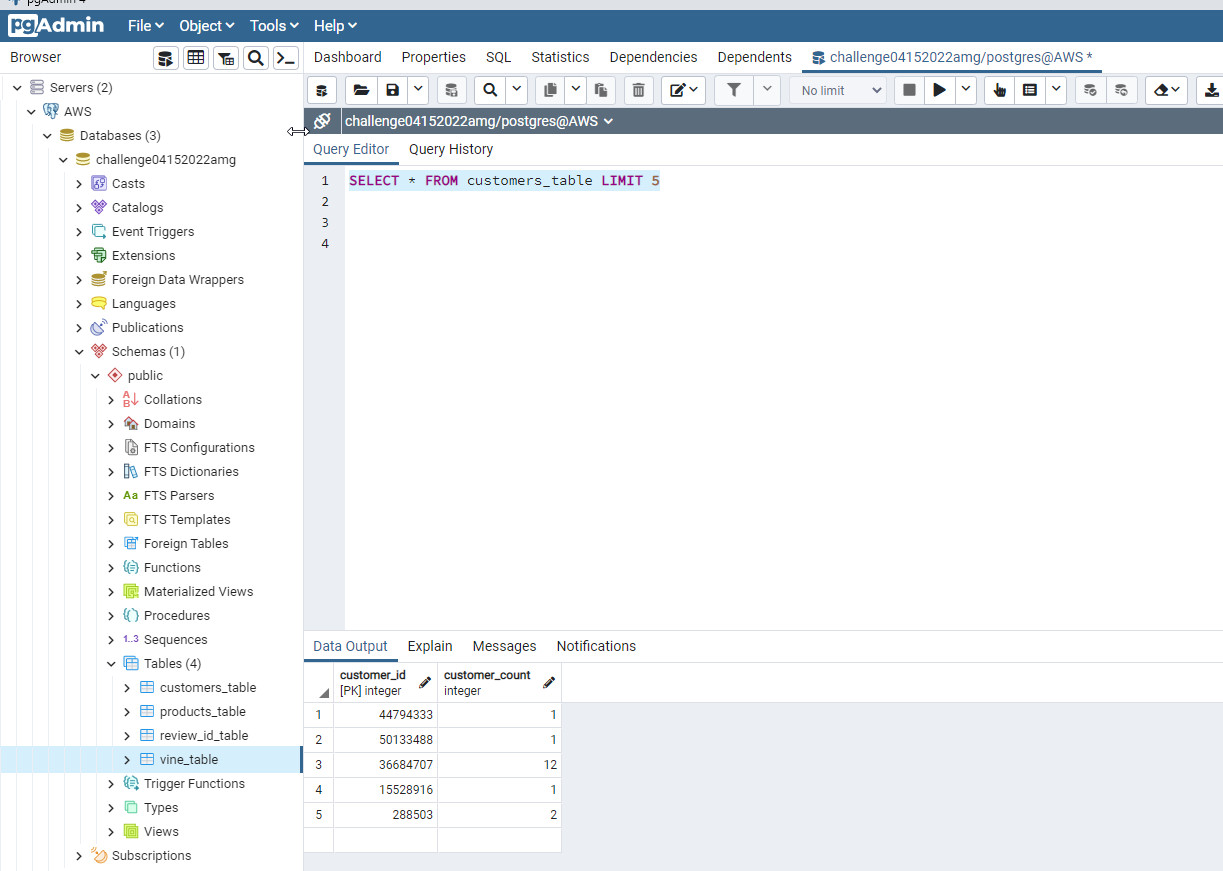 pgAdmin 4
pgAdmin File Object Tools Help
Browser
Dashboard Properties SQL Statistics Dependencies Dependents challenge04152022amg/postgres@AWS *
No limit
challenge04152022amg/postgres@AWS
Query Editor Query History
1 SELECT * FROM customers_table LIMIT 5
2
3
4
Servers (2)
AWS
Databases (3)
challenge04152022amg
Casts
Catalogs
Event Triggers
Extensions
Foreign Data Wrappers
Languages
Publications
Schemas (1)
public
Collations
Domains
FTS Configurations
FTS Dictionaries
Aa FTS Parsers
FTS Templates
Foreign Tables
Functions
Materialized Views
Procedures
1..3 Sequences
Tables (4)
customers_table
products_table
review_id_table
vine_table
Trigger Functions
Types
Views
Subscriptions
Data Output Explain Messages Notifications
customer_id customer_count
[PK] integer integer
1 44794333 1
2 50133488 1
3 36684707 12
4 15528916 1
5 288503 2